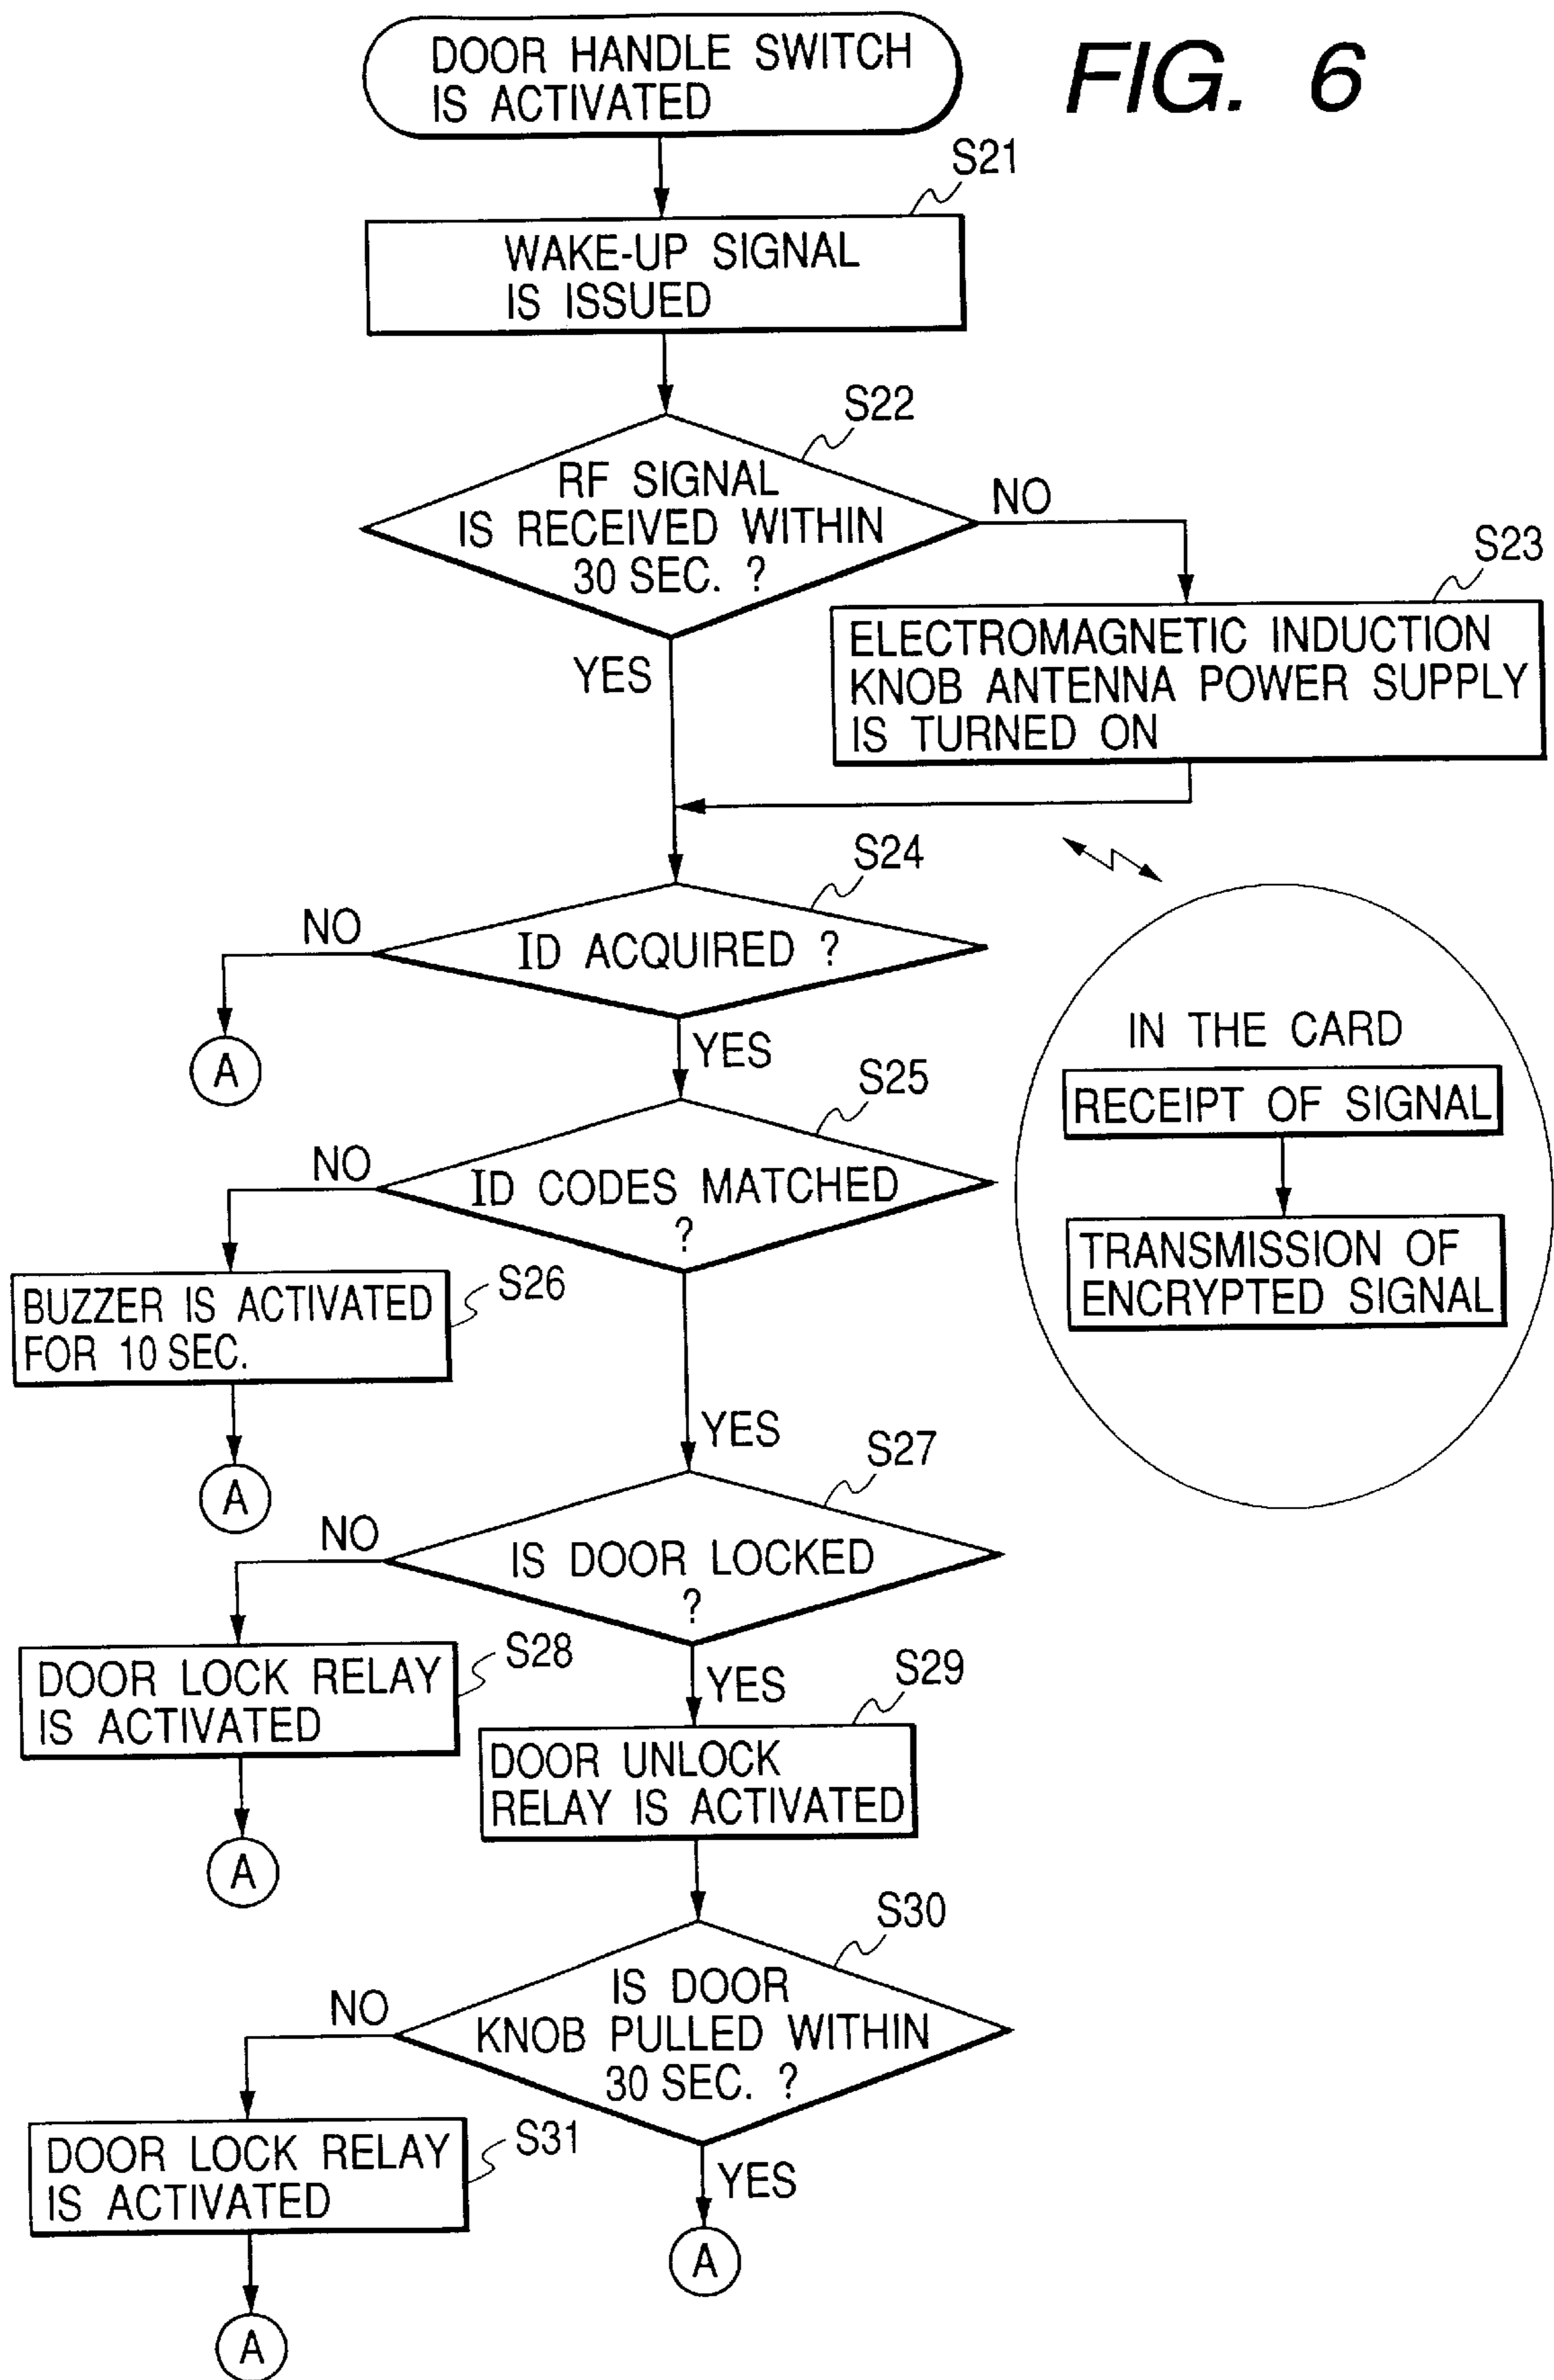 FIG. 6
DOOR HANDLE SWITCH
IS ACTIVATED
S21
WAKE-UP SIGNAL
IS ISSUED
S22
RF SIGNAL
IS RECEIVED WITHIN
30 SEC. ?
NO
YES
S23
ELECTROMAGNETIC INDUCTION
KNOB ANTENNA POWER SUPPLY
IS TURNED ON
S24
ID ACQUIRED ?
NO
A
YES
IN THE CARD
RECEIPT OF SIGNAL
TRANSMISSION OF
ENCRYPTED SIGNAL
S25
ID CODES MATCHED
?
NO
S26
BUZZER IS ACTIVATED
FOR 10 SEC.
A
YES
S27
IS DOOR LOCKED
?
NO
S28
DOOR LOCK RELAY
IS ACTIVATED
A
YES
S29
DOOR UNLOCK
RELAY IS ACTIVATED
S30
IS DOOR
KNOB PULLED WITHIN
30 SEC. ?
NO
S31
DOOR LOCK RELAY
IS ACTIVATED
A
YES
A